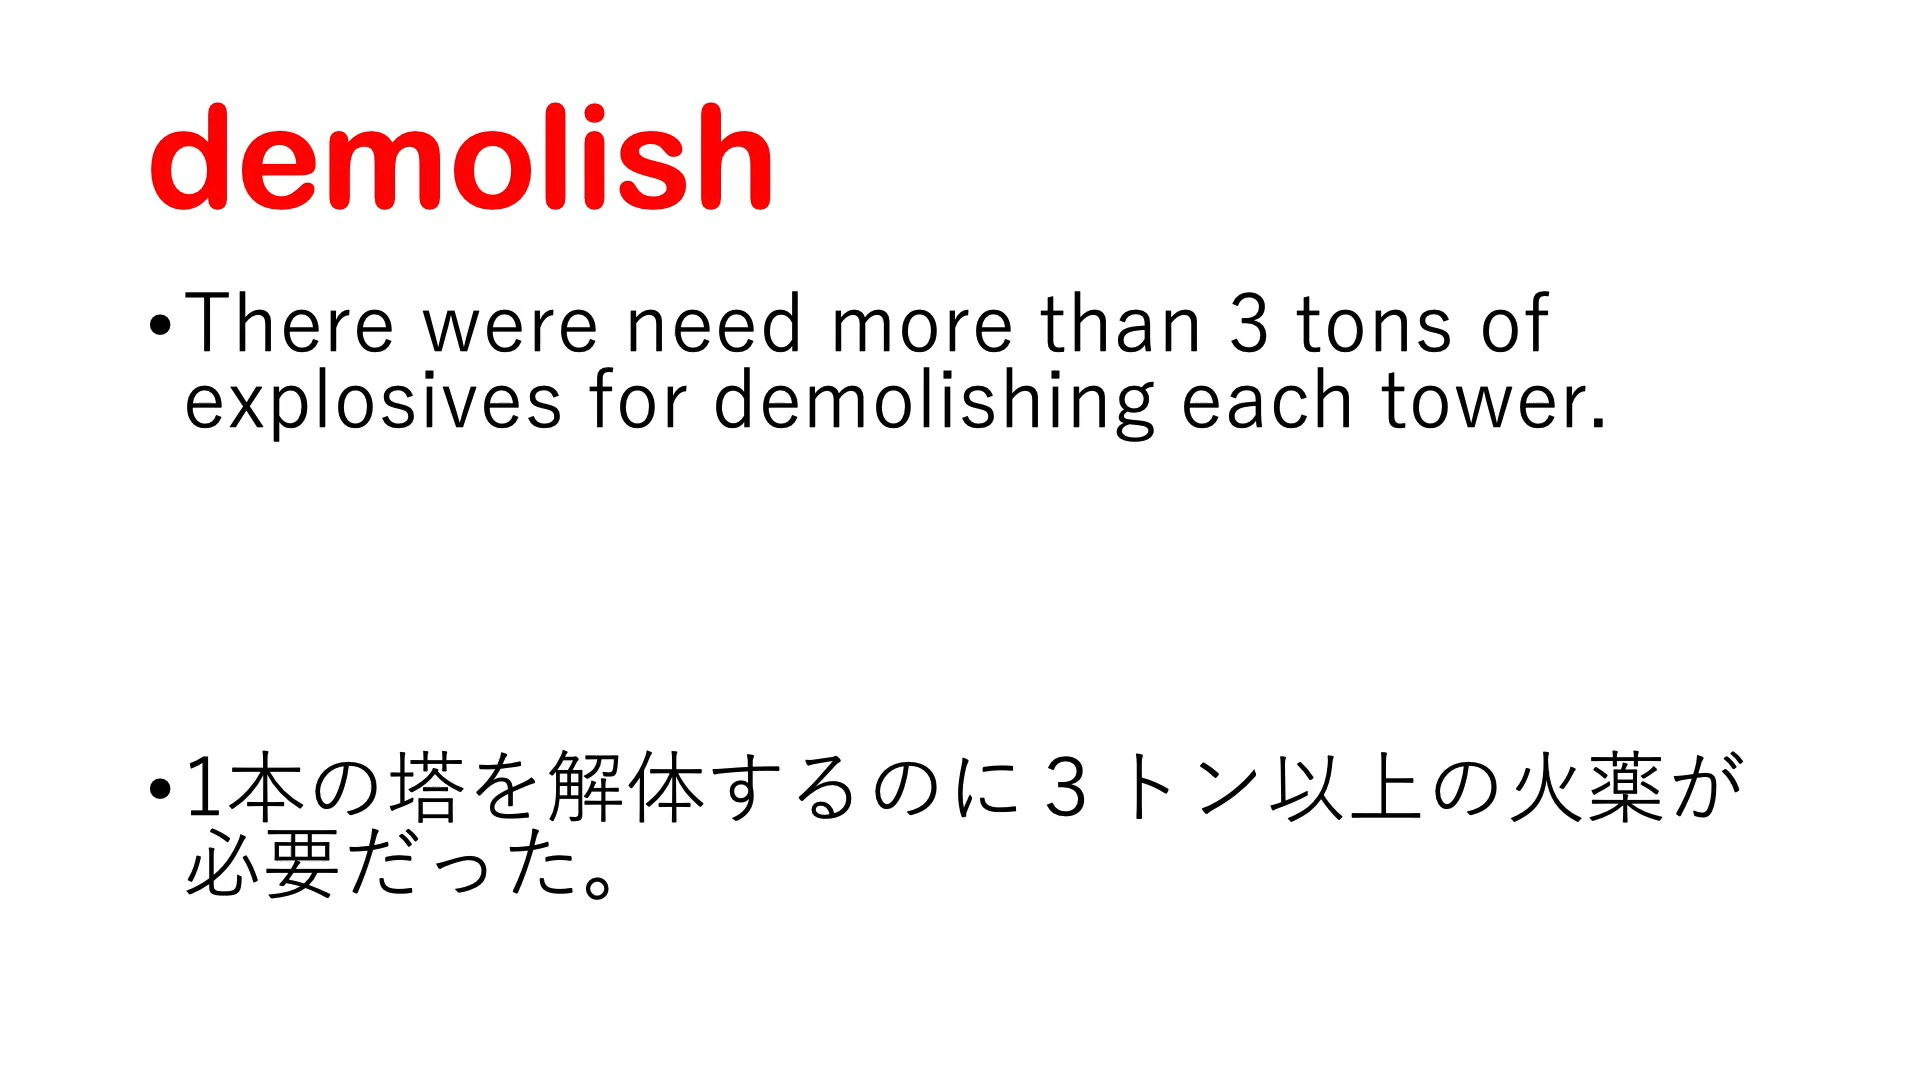 demolish
•There were need more than 3 tons of
explosives for demolishing each tower.
•1本の塔を解体するのに３トン以上の火薬が
必要だった。